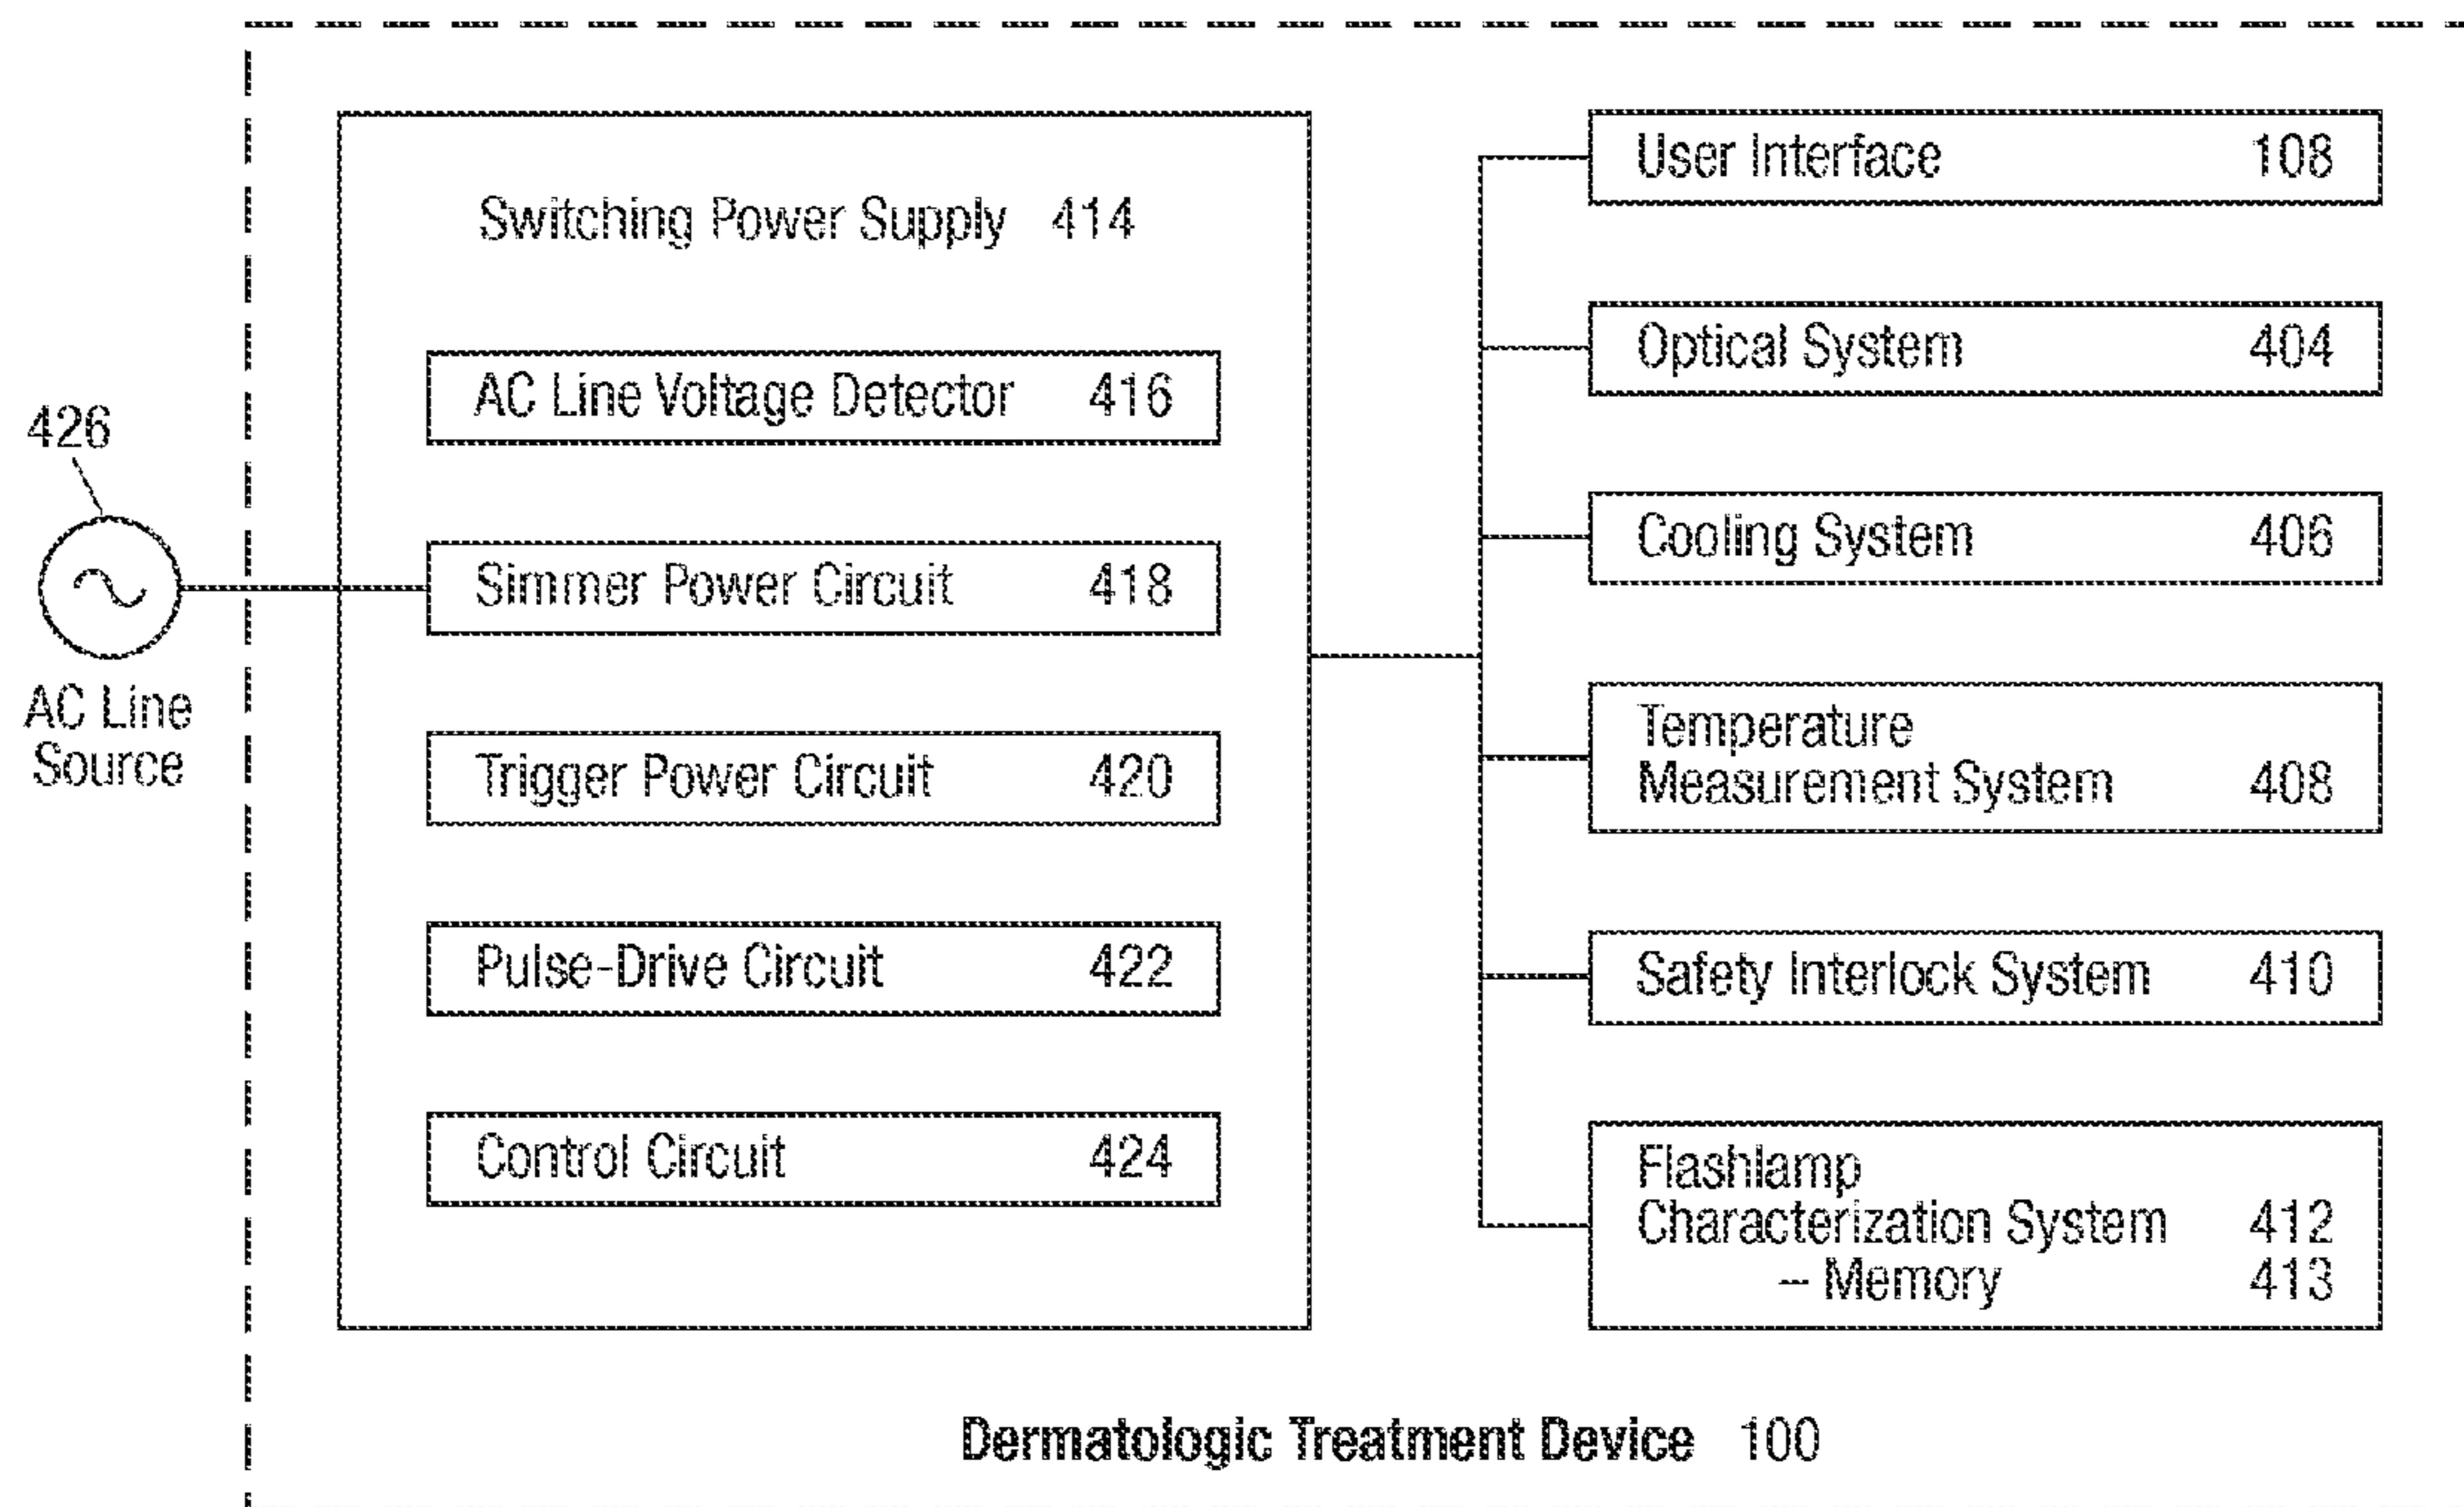 426
AC Line
Source
Switching Power Supply 414
AC Line Voltage Detector 416
Simmer Power Circuit 418
Trigger Power Circuit 420
Pulse-Drive Circuit 422
Control Circuit 424
User Interface 108
Optical System 404
Cooling System 406
Temperature
Measurement System 408
Safety Interlock System 410
Flashlamp
Characterization System 412
– Memory 413
Dermatologic Treatment Device 100